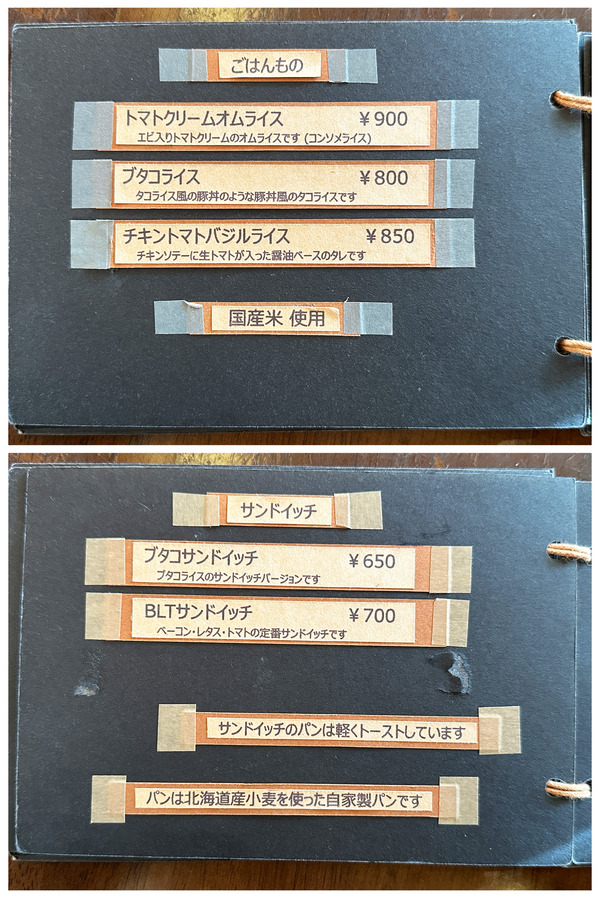 ごはんもの
トマトクリームオムライス ￥900
エビ入りトマトクリームのオムライスです (コンソメライス)
ブタコライス ￥800
タコライス風の豚丼のような豚丼風のタコライスです
チキントマトバジルライス ￥850
チキンソテーに生トマトが入った醤油ベースのタレです
国産米 使用
サンドイッチ
ブタコサンドイッチ ￥650
ブタコライスのサンドイッチバージョンです
BLTサンドイッチ ￥700
ベーコン・レタス・トマトの定番サンドイッチです
サンドイッチのパンは軽くトーストしています
パンは北海道産小麦を使った自家製パンです